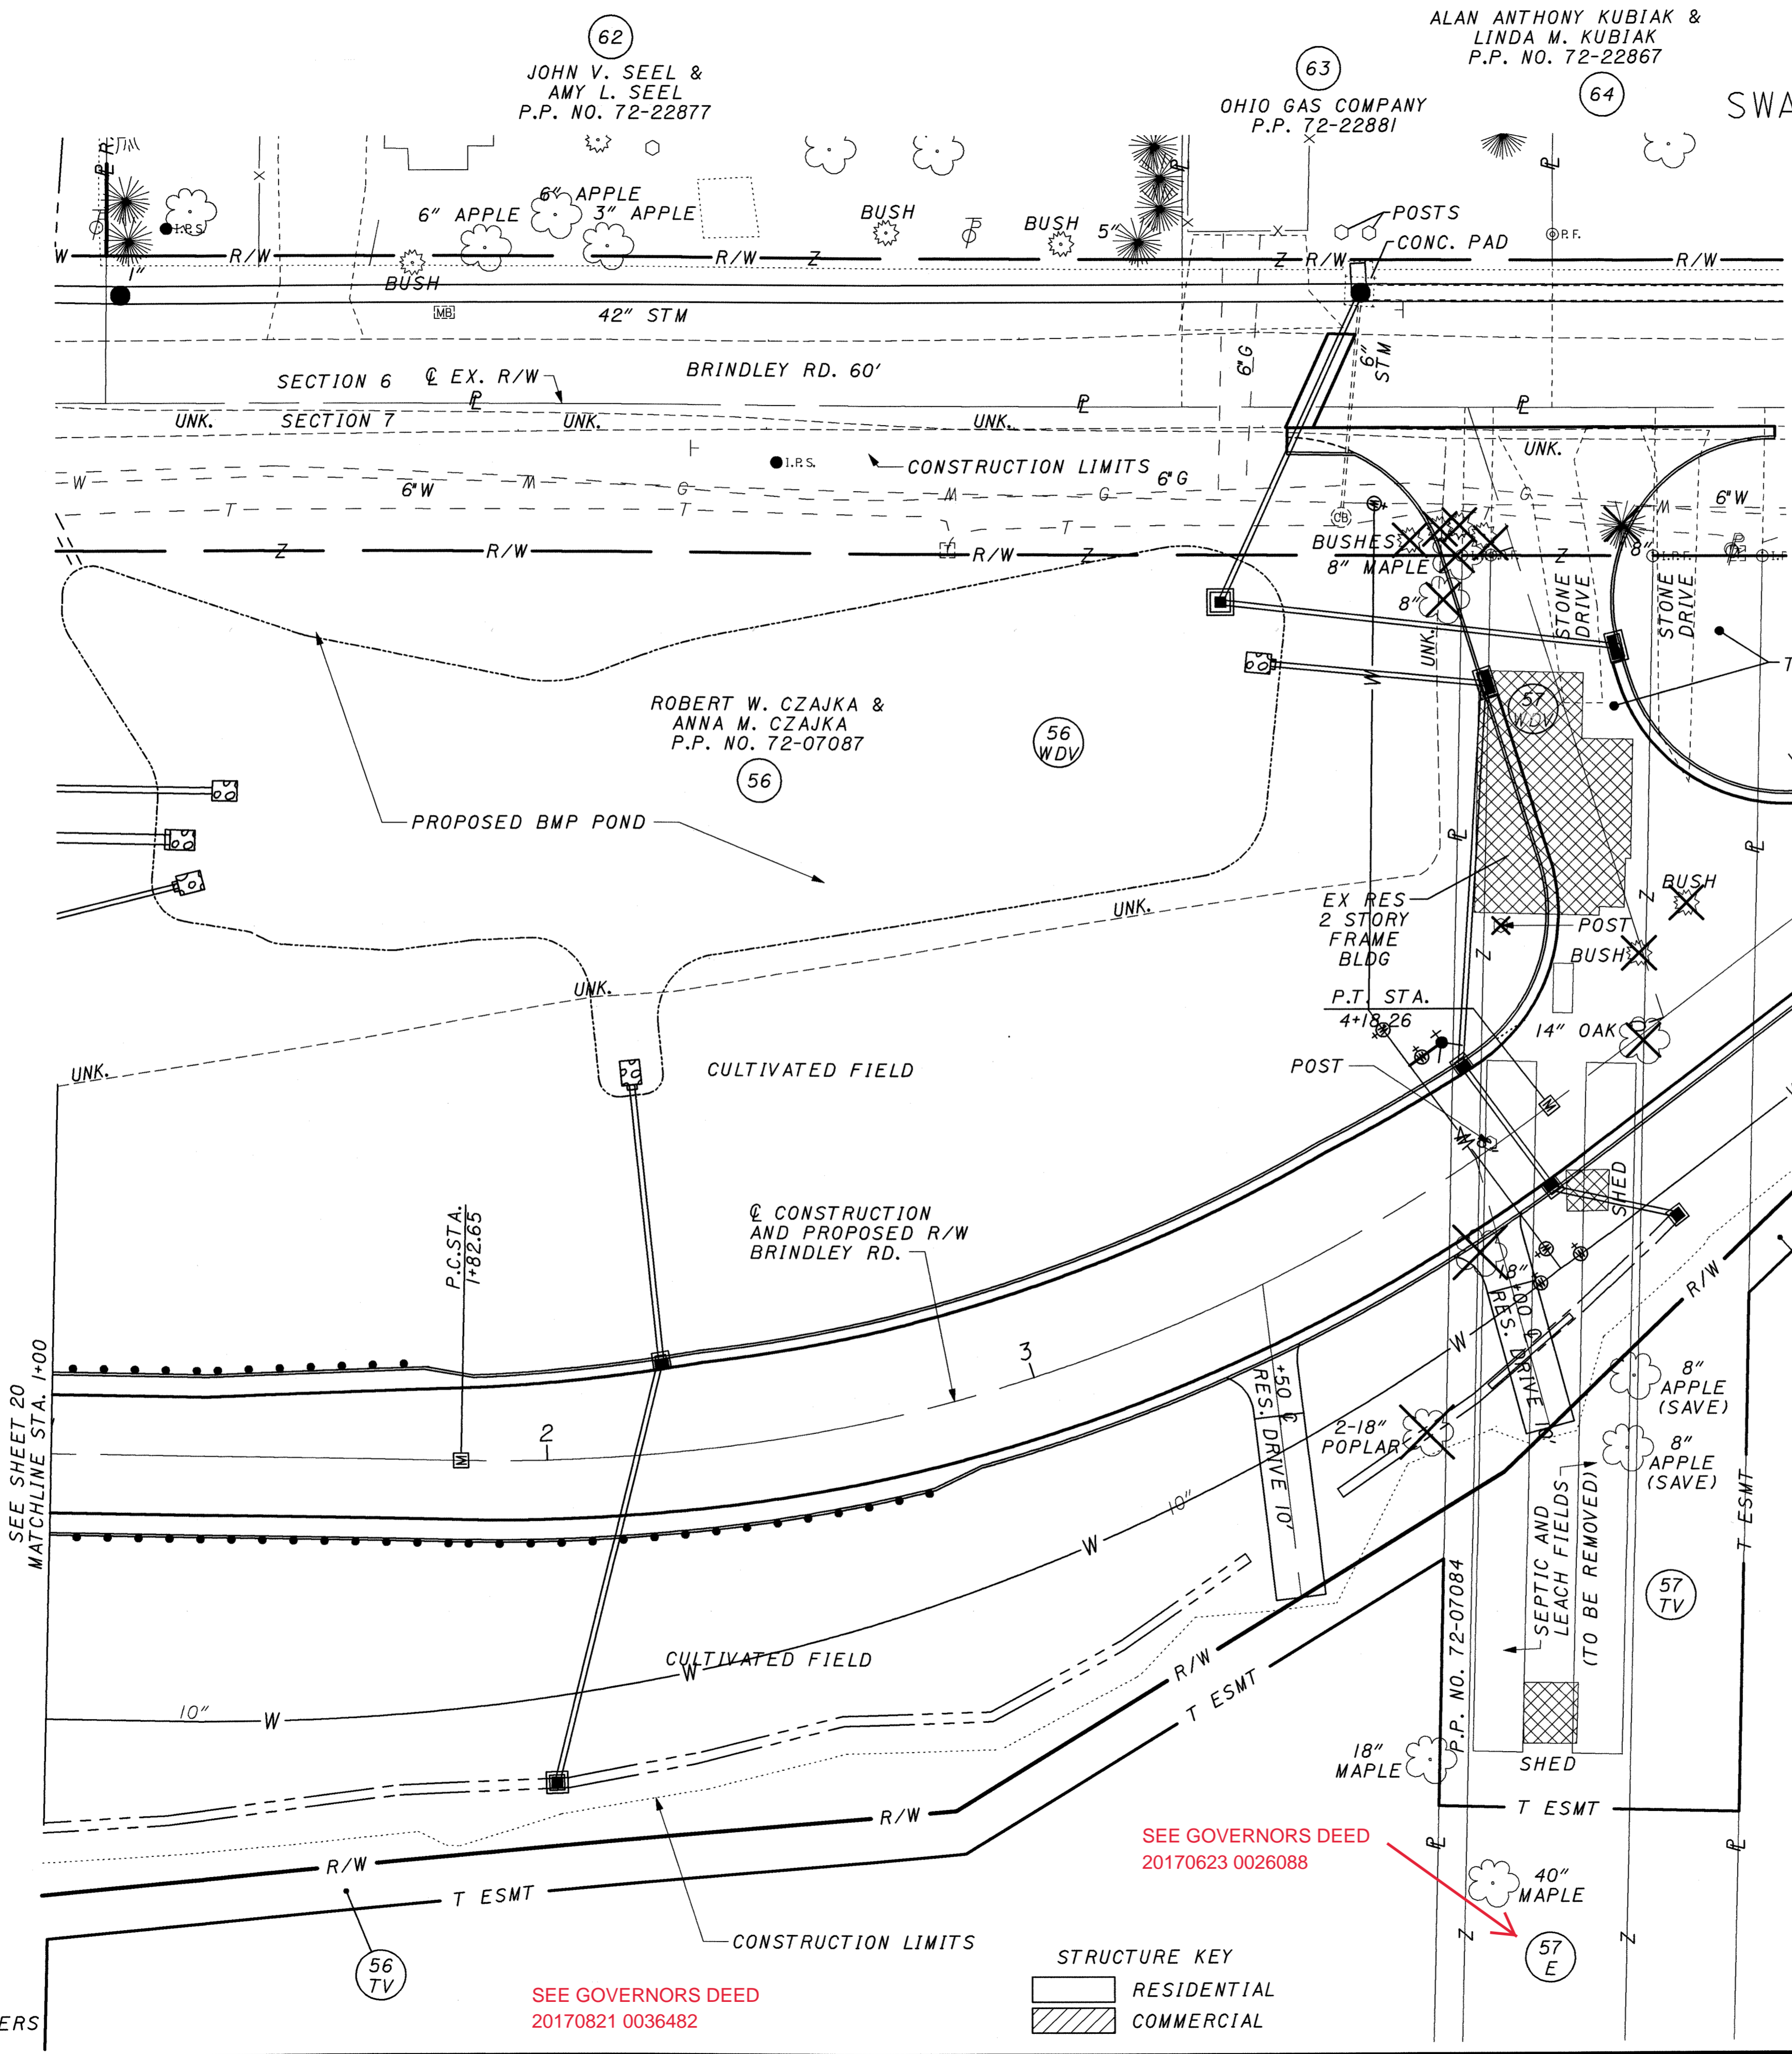 62
JOHN V. SEEL &
AMY L. SEEL
P.P. NO. 72-22877
63
OHIO GAS COMPANY
P.P. 72-22881
ALAN ANTHONY KUBIAK &
LINDA M. KUBIAK
P.P. NO. 72-22867
64
SWA
I.P.S.
6" APPLE
6" APPLE
3" APPLE
BUSH
BUSH
5"
POSTS
CONC. PAD
P.F.
W
R/W
R/W
Z
Z
R/W
R/W
BUSH
MB
42" STM
6" G
6" STM
SECTION 6
℄ EX. R/W
BRINDLEY RD. 60'
UNK.
SECTION 7
UNK.
UNK.
UNK.
I.P.S.
CONSTRUCTION LIMITS
W
6" W
M
G
M
G
6" G
G
M
6" W
T
T
T
CB
Z
R/W
R/W
Z
Z
I.P.F.
BUSHES
8" MAPLE
8"
8"
STONE
DRIVE
STONE
DRIVE
UNK.
W
T
ROBERT W. CZAJKA &
ANNA M. CZAJKA
P.P. NO. 72-07087
56
56
WDV
57
WDV
PROPOSED BMP POND
EX RES
2 STORY
FRAME
BLDG
BUSH
POST
BUSH
Z
Z
UNK.
UNK.
UNK.
P.T. STA.
4+18.26
14" OAK
CULTIVATED FIELD
POST
P.C.STA.
1+82.65
℄ CONSTRUCTION
AND PROPOSED R/W
BRINDLEY RD.
SHED
18"
+00 ℄
RES. DRIVE 10'
R/W
W
3
SEE SHEET 20
MATCHLINE STA. 1+00
+50 ℄
RES. DRIVE 10'
8"
APPLE
(SAVE)
2-18"
POPLAR
8"
APPLE
(SAVE)
2
10"
W
SEPTIC AND
LEACH FIELDS
(TO BE REMOVED)
T ESMT
57
TV
P.P. NO. 72-07084
CULTIVATED FIELD
W
R/W
T ESMT
10"
W
18"
MAPLE
SHED
T ESMT
R/W
SEE GOVERNORS DEED
20170623 0026088
R/W
T ESMT
40"
MAPLE
CONSTRUCTION LIMITS
Z
Z
57
E
56
TV
SEE GOVERNORS DEED
20170821 0036482
STRUCTURE KEY
RESIDENTIAL
COMMERCIAL
ERS